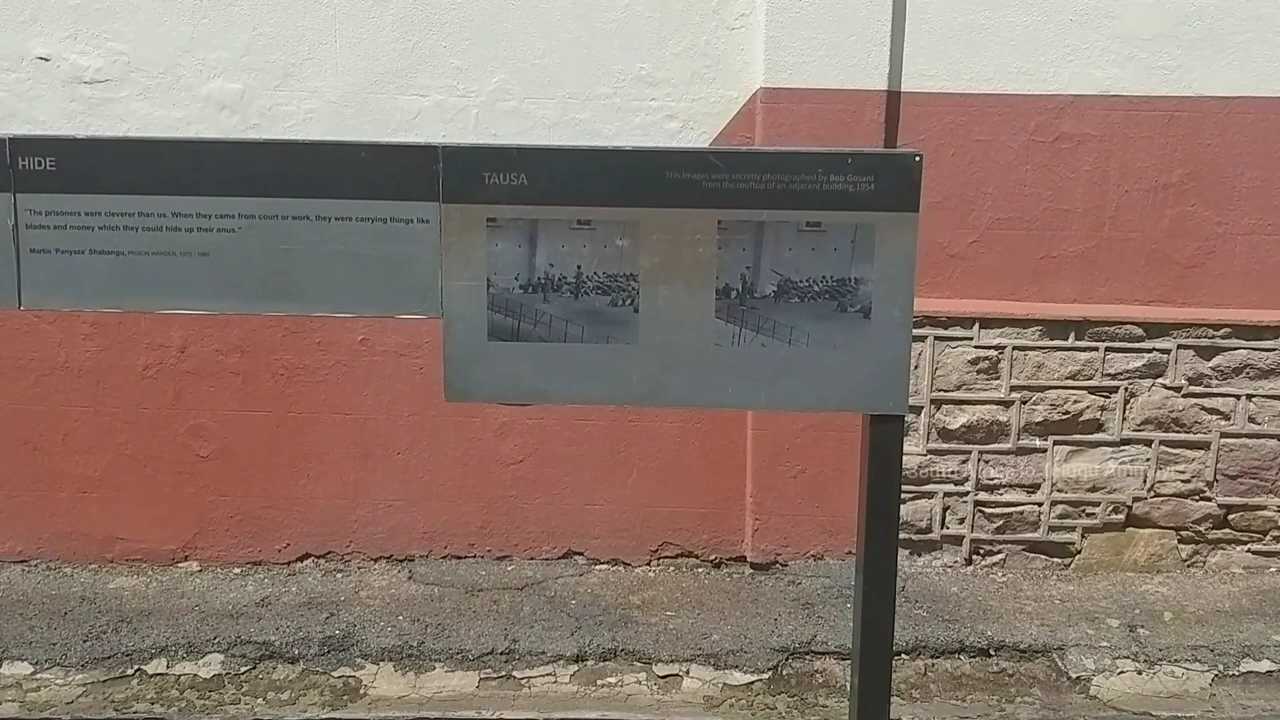 HIDE
"The prisoners were cleverer than us. When they came from court or work, they were carrying things like
blades and money which they could hide up their anus."
Martin 'Panyaza' Shabangu, PRISON WARDER, 1973 - 1980
TAUSA
This Images were secretly photographed by Bob Gosani
from the rooftop of an adjacent building,1954